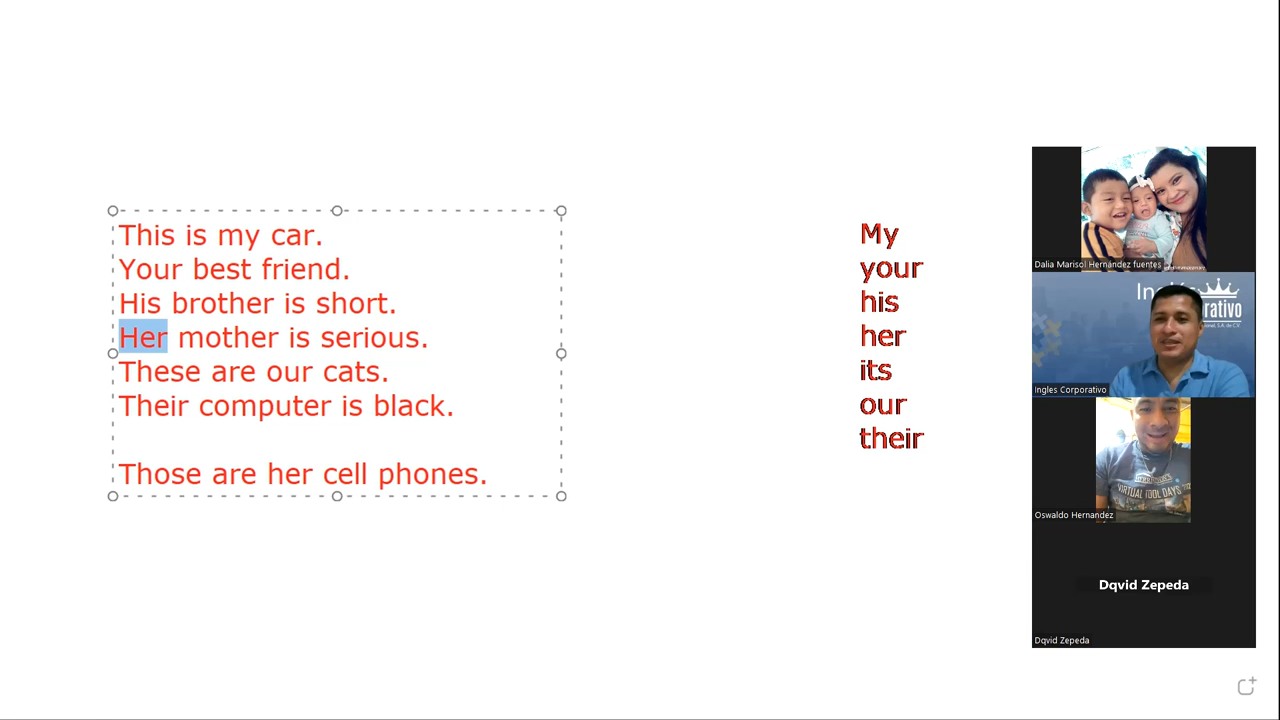 This is my car.
Your best friend.
His brother is short.
Her mother is serious.
These are our cats.
Their computer is black.
Those are her cell phones.
My
your
his
her
its
our
their
Dalia Marisol Hernández fuentes
Ingles Corporativo
VIRTUAL TOOL DAYS
Oswaldo Hernandez
Dqvid Zepeda
Dqvid Zepeda